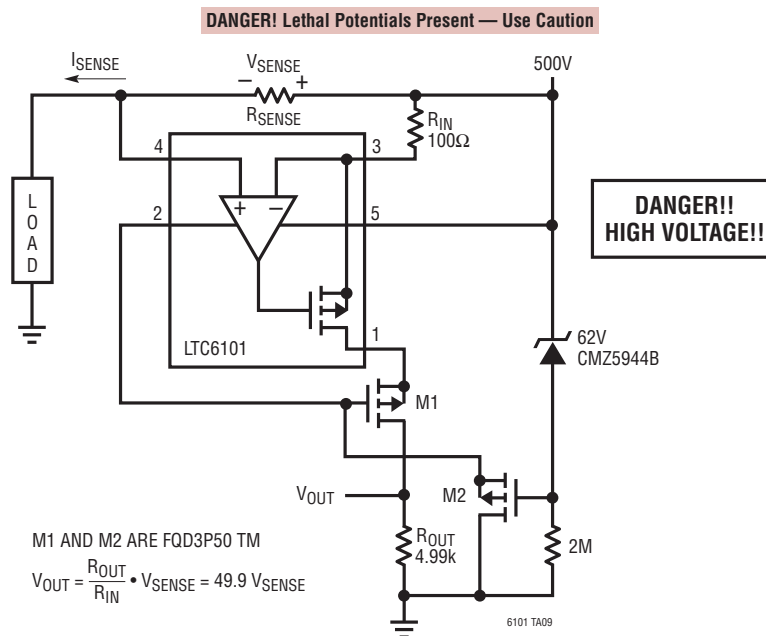 DANGER! Lethal Potentials Present — Use Caution
ISENSE
VSENSE
– +
RSENSE
500V
RIN
100Ω
4
3
2
5
+ –
LOAD
LTC6101
1
M1
62V
CMZ5944B
DANGER!!
HIGH VOLTAGE!!
VOUT
M2
ROUT
4.99k
2M
M1 AND M2 ARE FQD3P50 TM
VOUT = ROUT/RIN • VSENSE = 49.9 VSENSE
6101 TA09